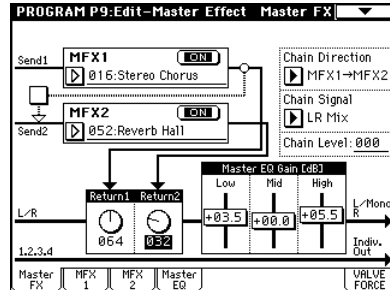 PROGRAM P9:Edit-Master Effect Master FX
Send1
MFX1
ON
016:Stereo Chorus
Send2
MFX2
ON
052:Reverb Hall
Chain Direction
MFX1→MFX2
Chain Signal
LR Mix
Chain Level: 000
Master EQ Gain [dB]
Low Mid High
+03.5 +00.0 +05.5
Return1 Return2
064 032
L/R
L/Mono
R
1.2.3.4
Indiv.
Out
Master FX
MFX 1
MFX 2
Master EQ
VALVE FORCE